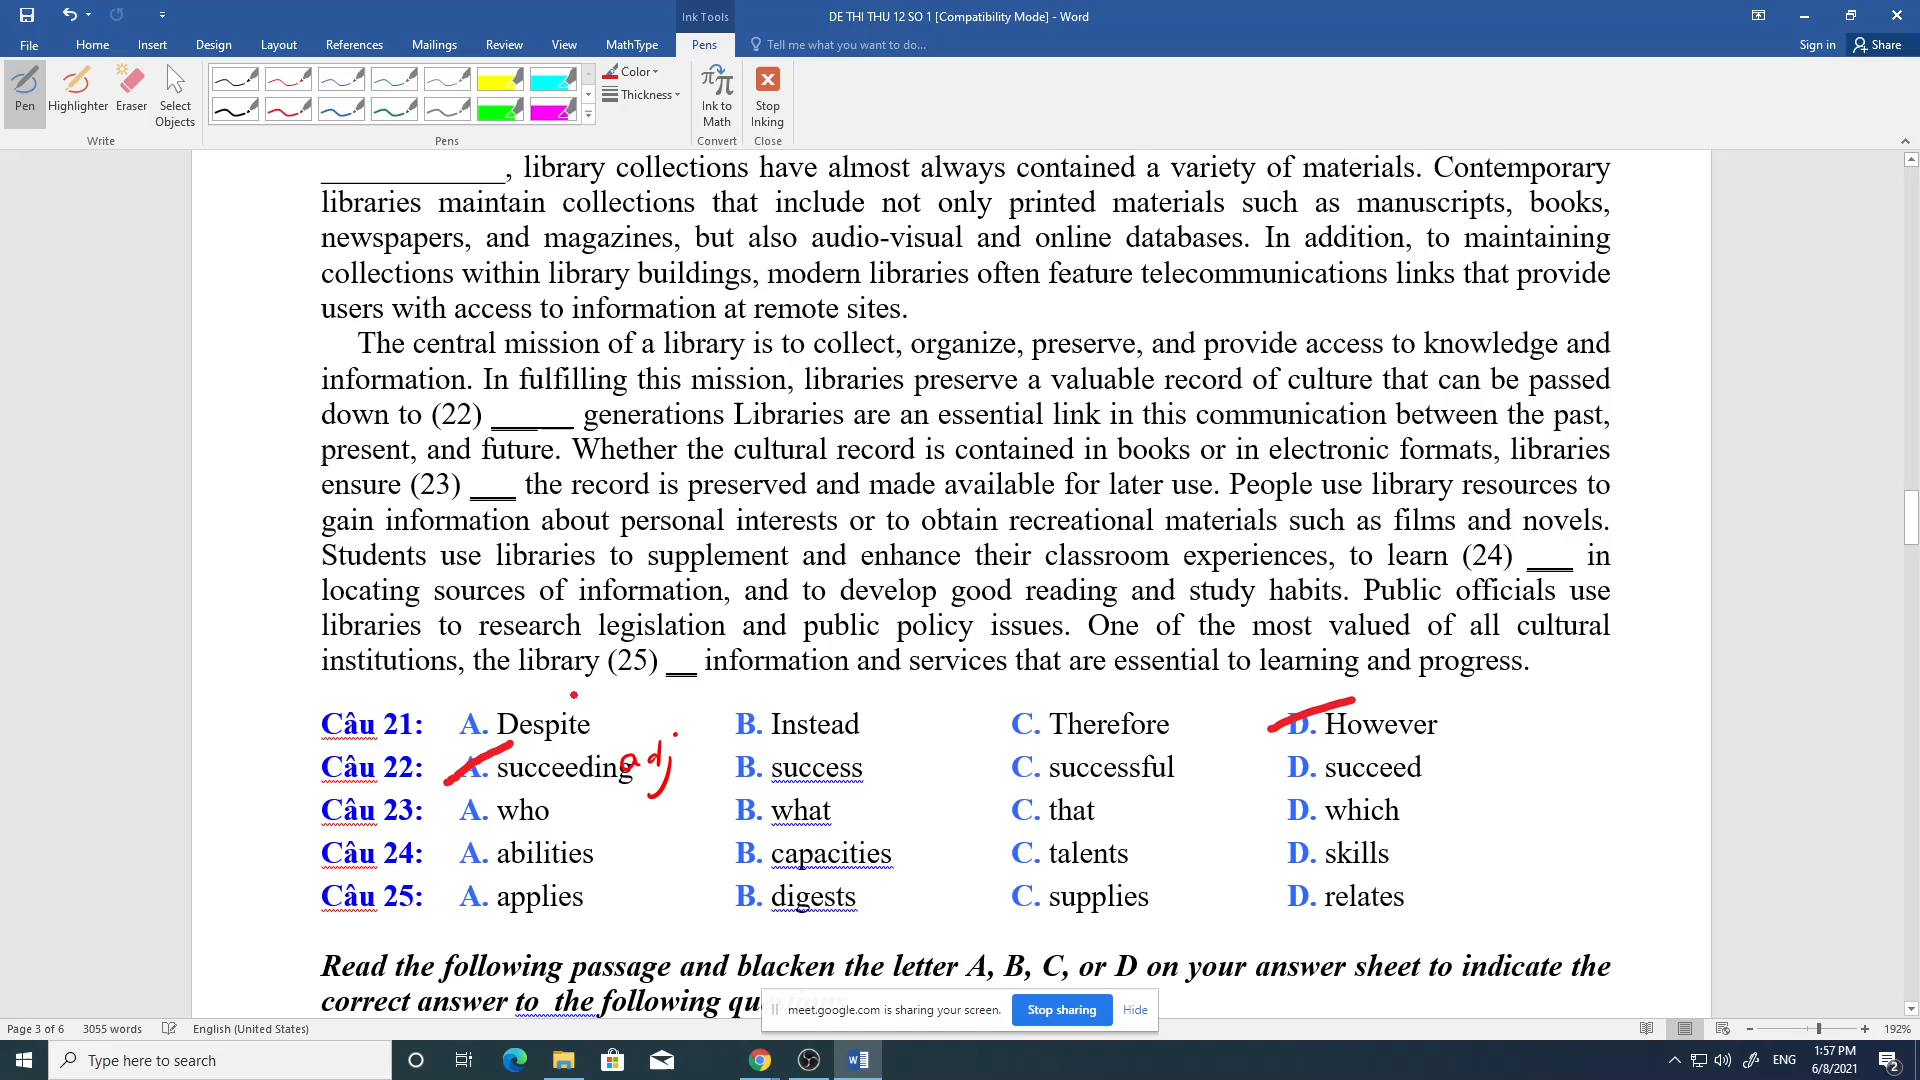 Ink Tools
DE THI THU 12 SO 1 [Compatibility Mode] - Word
File Home Insert Design Layout References Mailings Review View MathType Pens Tell me what you want to do... Sign in Share
Color
Thickness
Pen Highlighter Eraser Select Objects
Ink to Math
Stop Inking
Write Pens Convert Close
____________, library collections have almost always contained a variety of materials. Contemporary
libraries maintain collections that include not only printed materials such as manuscripts, books,
newspapers, and magazines, but also audio-visual and online databases. In addition, to maintaining
collections within library buildings, modern libraries often feature telecommunications links that provide
users with access to information at remote sites.
The central mission of a library is to collect, organize, preserve, and provide access to knowledge and
information. In fulfilling this mission, libraries preserve a valuable record of culture that can be passed
down to (22) _____ generations Libraries are an essential link in this communication between the past,
present, and future. Whether the cultural record is contained in books or in electronic formats, libraries
ensure (23) ___ the record is preserved and made available for later use. People use library resources to
gain information about personal interests or to obtain recreational materials such as films and novels.
Students use libraries to supplement and enhance their classroom experiences, to learn (24) ___ in
locating sources of information, and to develop good reading and study habits. Public officials use
libraries to research legislation and public policy issues. One of the most valued of all cultural
institutions, the library (25) __ information and services that are essential to learning and progress.
Câu 21: A. Despite B. Instead C. Therefore D. However
Câu 22: A. succeeding adj B. success C. successful D. succeed
Câu 23: A. who B. what C. that D. which
Câu 24: A. abilities B. capacities C. talents D. skills
Câu 25: A. applies B. digests C. supplies D. relates
Read the following passage and blacken the letter A, B, C, or D on your answer sheet to indicate the
correct answer to the following questions
meet.google.com is sharing your screen. Stop sharing Hide
Page 3 of 6 3055 words English (United States) 192%
Type here to search
ENG
1:57 PM
6/8/2021
2